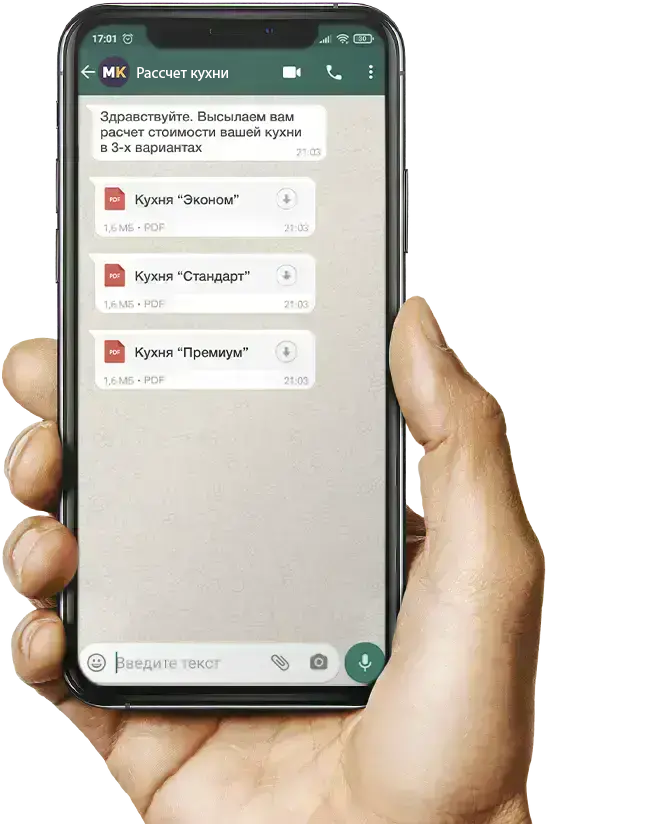 17:01
30
МК Рассчет кухни
Здравствуйте. Высылаем вам
расчет стоимости вашей кухни
в 3-х вариантах
21:03
PDF Кухня “Эконом”
1,6 МБ • PDF 21:03
PDF Кухня “Стандарт”
1,6 МБ • PDF 21:03
PDF Кухня “Премиум”
1,6 МБ • PDF 21:03
Введите текст